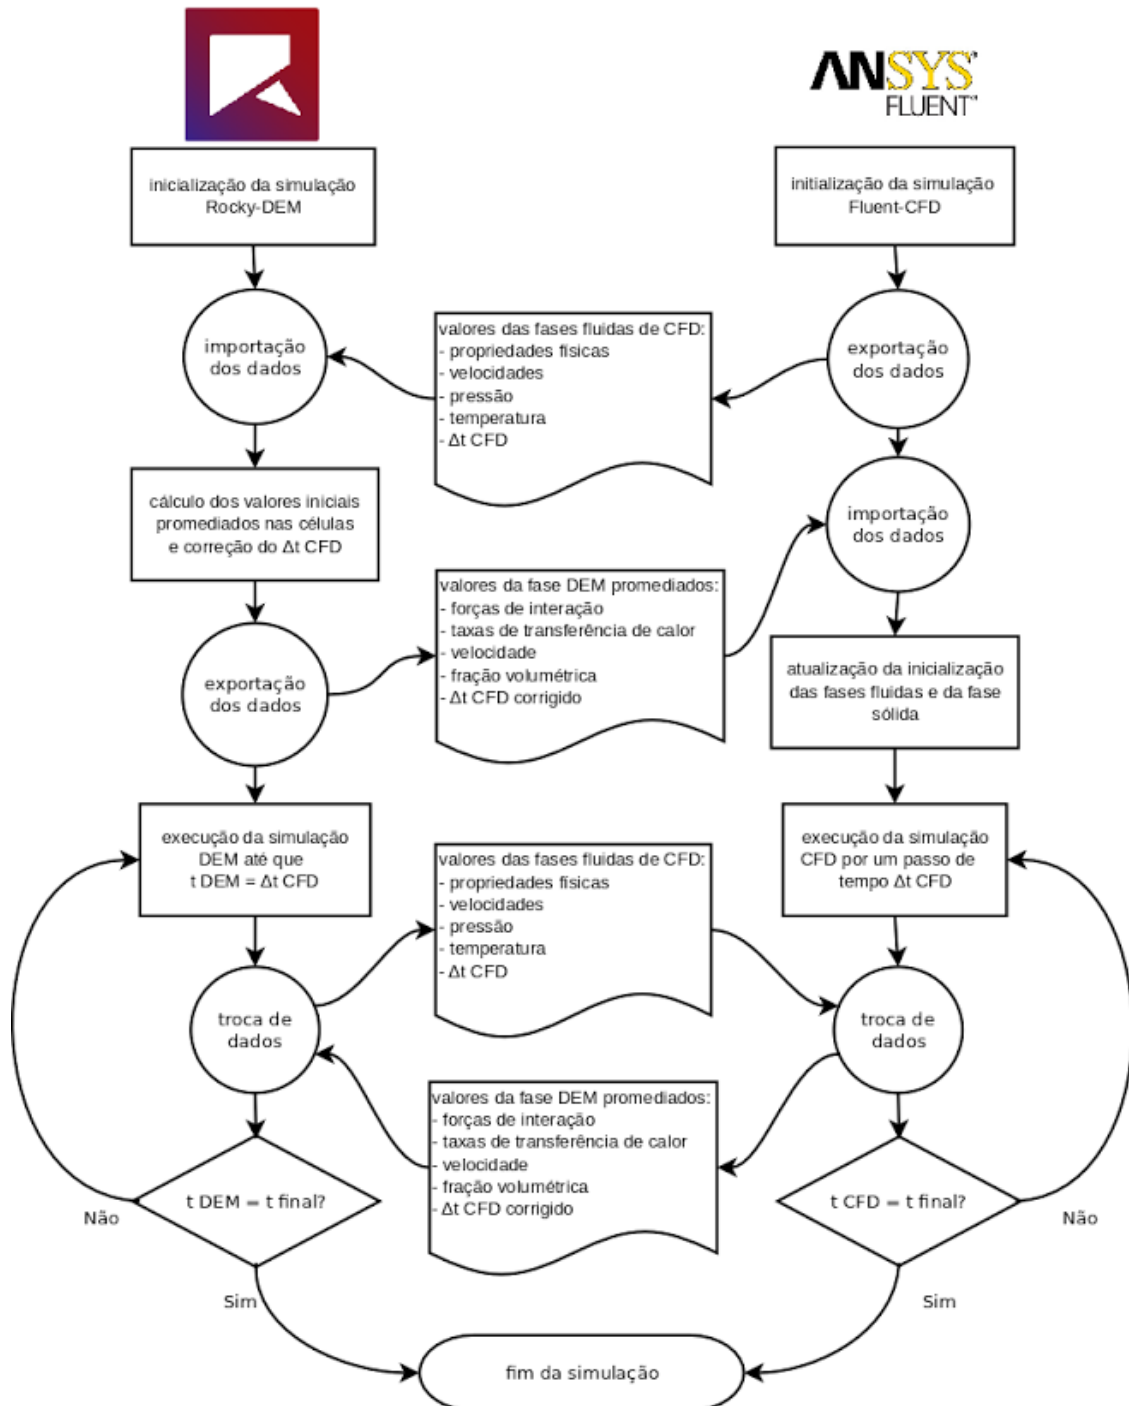 ANSYS
FLUENT™
inicialização da simulação
Rocky-DEM
initialização da simulação
Fluent-CFD
importação
dos dados
valores das fases fluidas de CFD:
- propriedades físicas
- velocidades
- pressão
- temperatura
- Δt CFD
exportação
dos dados
cálculo dos valores iniciais
promediados nas células
e correção do Δt CFD
importação
dos dados
valores da fase DEM promediados:
- forças de interação
- taxas de transferência de calor
- velocidade
- fração volumétrica
- Δt CFD corrigido
exportação
dos dados
atualização da inicialização
das fases fluidas e da fase
sólida
execução da simulação
DEM até que
t DEM = Δt CFD
valores das fases fluidas de CFD:
- propriedades físicas
- velocidades
- pressão
- temperatura
- Δt CFD
execução da simulação
CFD por um passo de
tempo Δt CFD
troca de
dados
troca de
dados
valores da fase DEM promediados:
- forças de interação
- taxas de transferência de calor
- velocidade
- fração volumétrica
- Δt CFD corrigido
t DEM = t final?
t CFD = t final?
Não
Não
Sim
Sim
fim da simulação